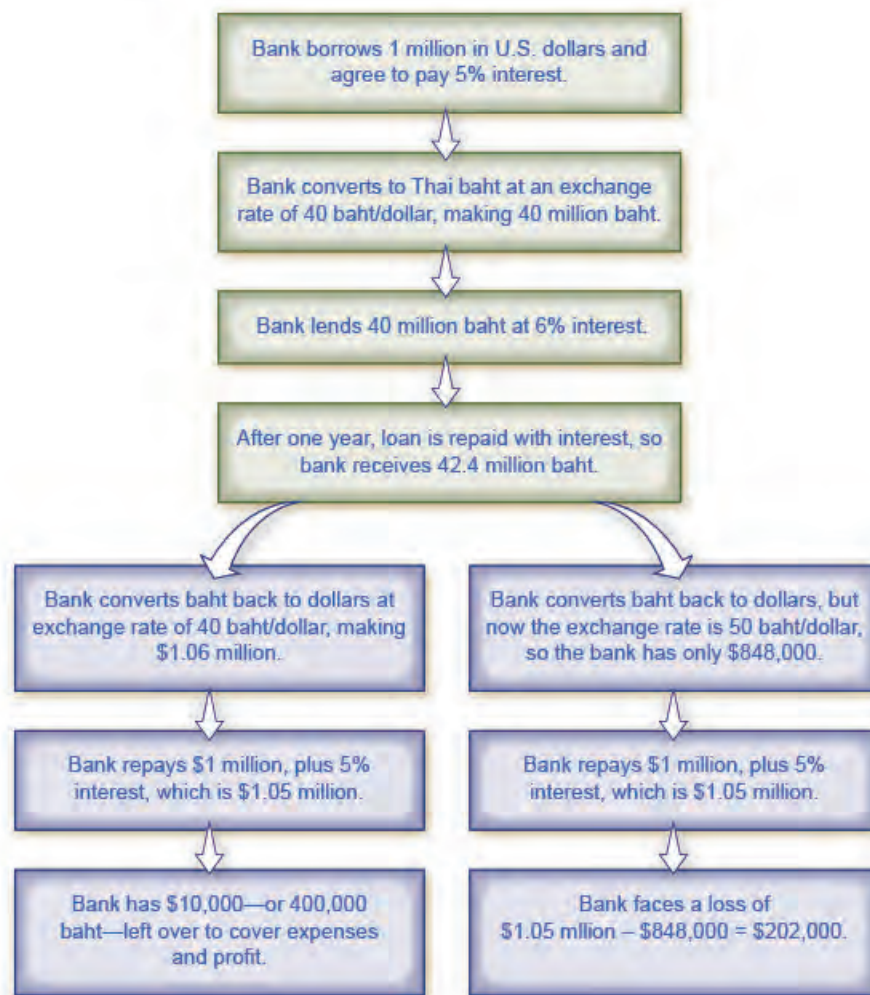 Bank borrows 1 million in U.S. dollars and
agree to pay 5% interest.
Bank converts to Thai baht at an exchange
rate of 40 baht/dollar, making 40 million baht.
Bank lends 40 million baht at 6% interest.
After one year, loan is repaid with interest, so
bank receives 42.4 million baht.
Bank converts baht back to dollars at
exchange rate of 40 baht/dollar, making
$1.06 million.
Bank repays $1 million, plus 5%
interest, which is $1.05 million.
Bank has $10,000—or 400,000
baht—left over to cover expenses
and profit.
Bank converts baht back to dollars, but
now the exchange rate is 50 baht/dollar,
so the bank has only $848,000.
Bank repays $1 million, plus 5%
interest, which is $1.05 million.
Bank faces a loss of
$1.05 mllion – $848,000 = $202,000.